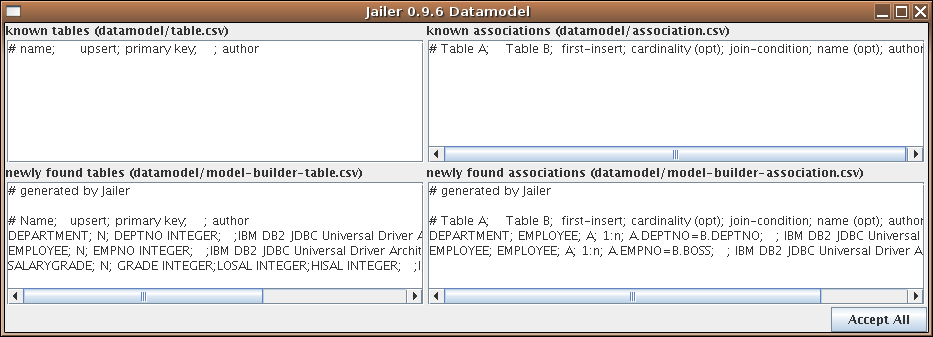 Jailer 0.9.6 Datamodel
known tables (datamodel/table.csv)
# name;     upsert; primary key;    ; author
known associations (datamodel/association.csv)
# Table A;    Table B;  first-insert; cardinality (opt); join-condition; name (opt); author
newly found tables (datamodel/model-builder-table.csv)
# generated by Jailer
# Name;   upsert; primary key;    ; author
DEPARTMENT; N; DEPTNO INTEGER;   ;IBM DB2 JDBC Universal Driver A
EMPLOYEE; N; EMPNO INTEGER;   ;IBM DB2 JDBC Universal Driver Archit
SALARYGRADE; N; GRADE INTEGER;LOSAL INTEGER;HISAL INTEGER;   ;I
newly found associations (datamodel/model-builder-association.csv)
# generated by Jailer
# Table A;    Table B;  first-insert; cardinality (opt); join-condition; name (opt); author
DEPARTMENT; EMPLOYEE; A; 1:n; A.DEPTNO=B.DEPTNO;   ; IBM DB2 JDBC Universal
EMPLOYEE; EMPLOYEE; A; 1:n; A.EMPNO=B.BOSS;   ; IBM DB2 JDBC Universal Driver A
Accept All